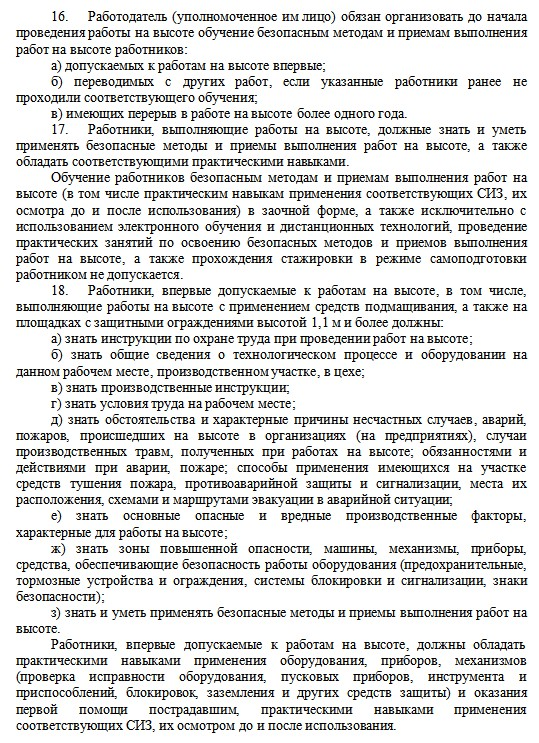 16. Работодатель (уполномоченное им лицо) обязан организовать до начала
проведения работы на высоте обучение безопасным методам и приемам выполнения
работ на высоте работников:
а) допускаемых к работам на высоте впервые;
б) переводимых с других работ, если указанные работники ранее не
проходили соответствующего обучения;
в) имеющих перерыв в работе на высоте более одного года.
17. Работники, выполняющие работы на высоте, должны знать и уметь
применять безопасные методы и приемы выполнения работ на высоте, а также
обладать соответствующими практическими навыками.
Обучение работников безопасным методам и приемам выполнения работ на
высоте (в том числе практическим навыкам применения соответствующих СИЗ, их
осмотра до и после использования) в заочной форме, а также исключительно с
использованием электронного обучения и дистанционных технологий, проведение
практических занятий по освоению безопасных методов и приемов выполнения
работ на высоте, а также прохождения стажировки в режиме самоподготовки
работником не допускается.
18. Работники, впервые допускаемые к работам на высоте, в том числе,
выполняющие работы на высоте с применением средств подмащивания, а также на
площадках с защитными ограждениями высотой 1,1 м и более должны:
а) знать инструкции по охране труда при проведении работ на высоте;
б) знать общие сведения о технологическом процессе и оборудовании на
данном рабочем месте, производственном участке, в цехе;
в) знать производственные инструкции;
г) знать условия труда на рабочем месте;
д) знать обстоятельства и характерные причины несчастных случаев, аварий,
пожаров, происшедших на высоте в организациях (на предприятиях), случаи
производственных травм, полученных при работах на высоте; обязанностями и
действиями при аварии, пожаре; способы применения имеющихся на участке
средств тушения пожара, противоаварийной защиты и сигнализации, места их
расположения, схемами и маршрутами эвакуации в аварийной ситуации;
е) знать основные опасные и вредные производственные факторы,
характерные для работы на высоте;
ж) знать зоны повышенной опасности, машины, механизмы, приборы,
средства, обеспечивающие безопасность работы оборудования (предохранительные,
тормозные устройства и ограждения, системы блокировки и сигнализации, знаки
безопасности);
з) знать и уметь применять безопасные методы и приемы выполнения работ на
высоте.
Работники, впервые допускаемые к работам на высоте, должны обладать
практическими навыками применения оборудования, приборов, механизмов
(проверка исправности оборудования, пусковых приборов, инструмента и
приспособлений, блокировок, заземления и других средств защиты) и оказания
первой помощи пострадавшим, практическими навыками применения
соответствующих СИЗ, их осмотром до и после использования.